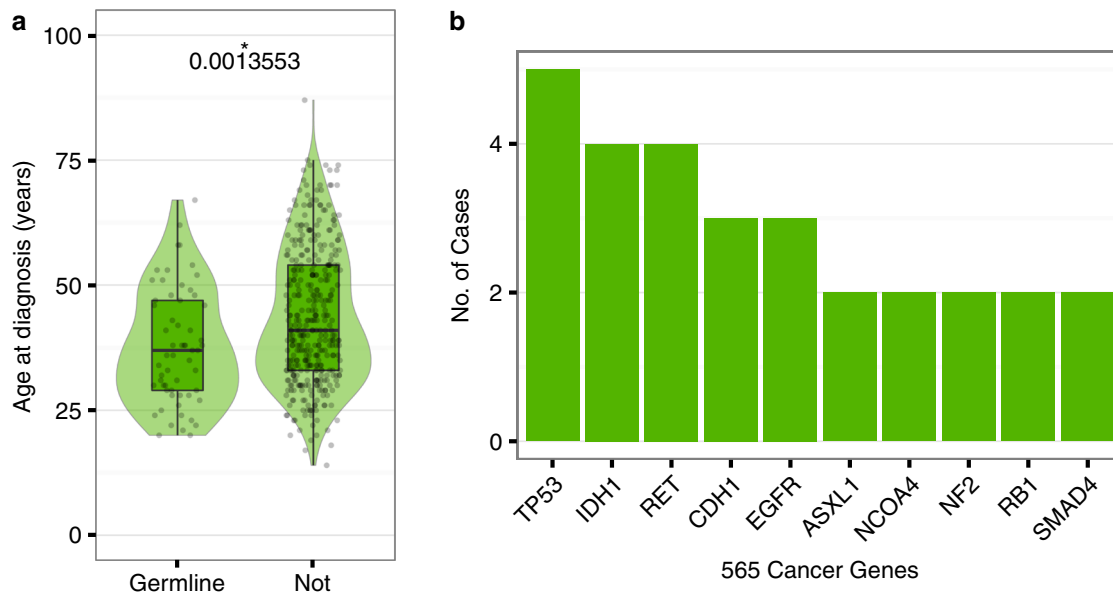 a
Age at diagnosis (years)
100
75
50
25
0
*
0.0013553
Germline
Not
b
No. of Cases
4
2
0
TP53
IDH1
RET
CDH1
EGFR
ASXL1
NCOA4
NF2
RB1
SMAD4
565 Cancer Genes